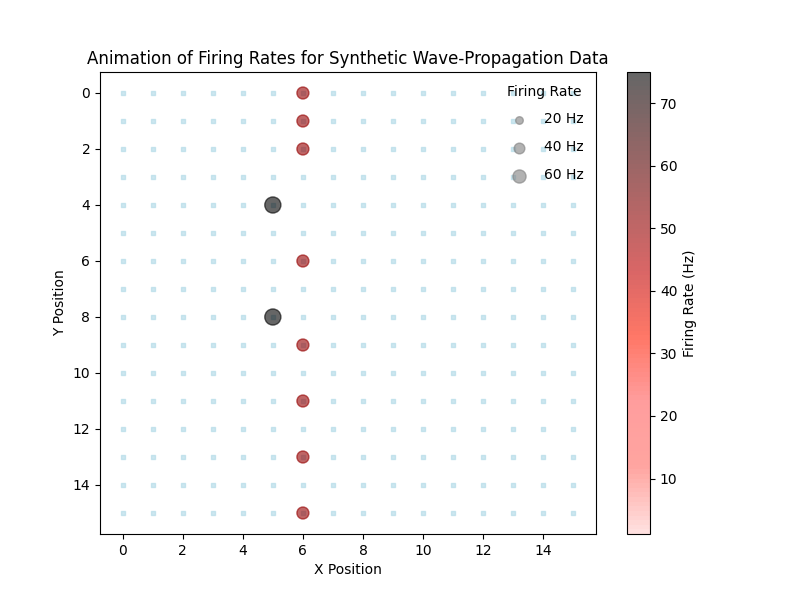 Animation of Firing Rates for Synthetic Wave-Propagation Data
Firing Rate
20 Hz
40 Hz
60 Hz
0
2
4
6
8
10
12
14
Y Position
0 2 4 6 8 10 12 14
X Position
70
60
50
40
30
20
10
Firing Rate (Hz)